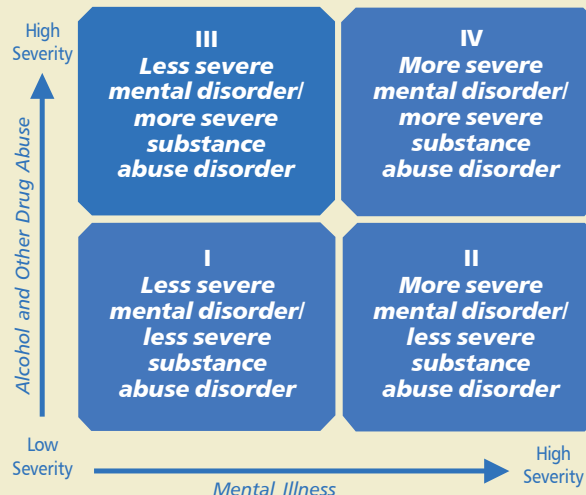 High
Severity
Alcohol and Other Drug Abuse
III
Less severe
mental disorder/
more severe
substance
abuse disorder
IV
More severe
mental disorder/
more severe
substance
abuse disorder
I
Less severe
mental disorder/
less severe
substance
abuse disorder
II
More severe
mental disorder/
less severe
substance
abuse disorder
Low
Severity
Mental Illness
High
Severity